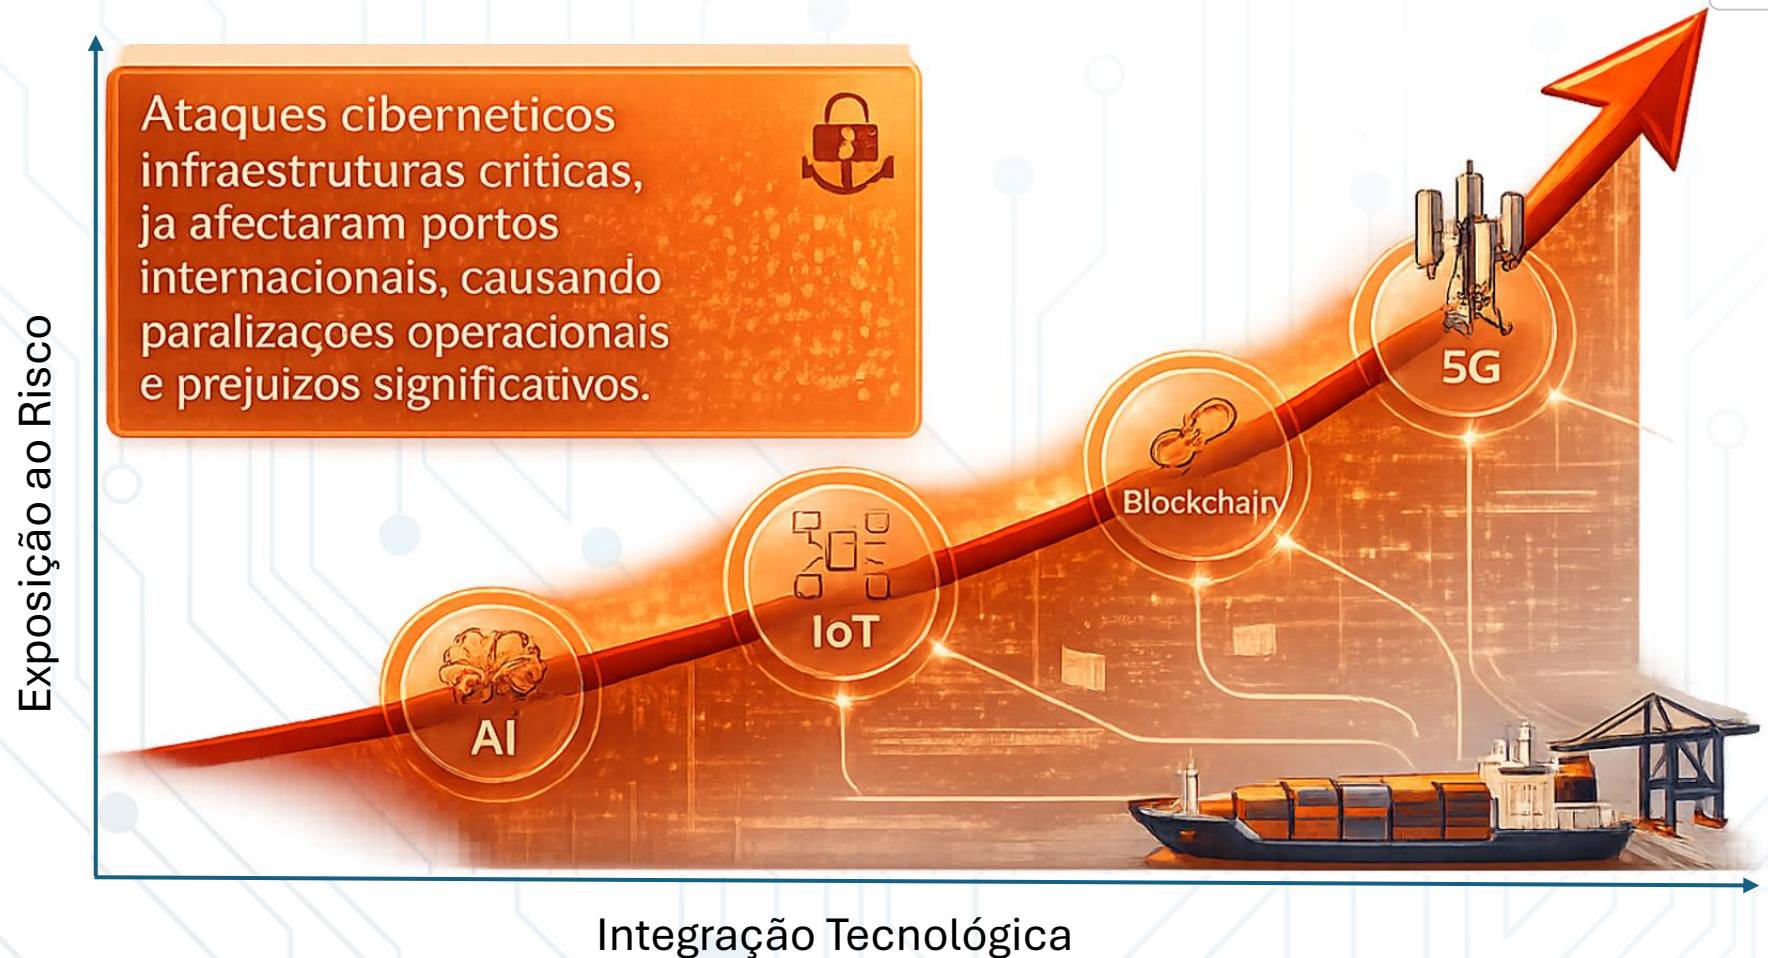 Ataques ciberneticos
infraestruturas criticas,
ja afectaram portos
internacionais, causando
paralizaçoes operacionais
e prejuizos significativos.
5G
Blockchain
IoT
AI
Exposição ao Risco
Integração Tecnológica